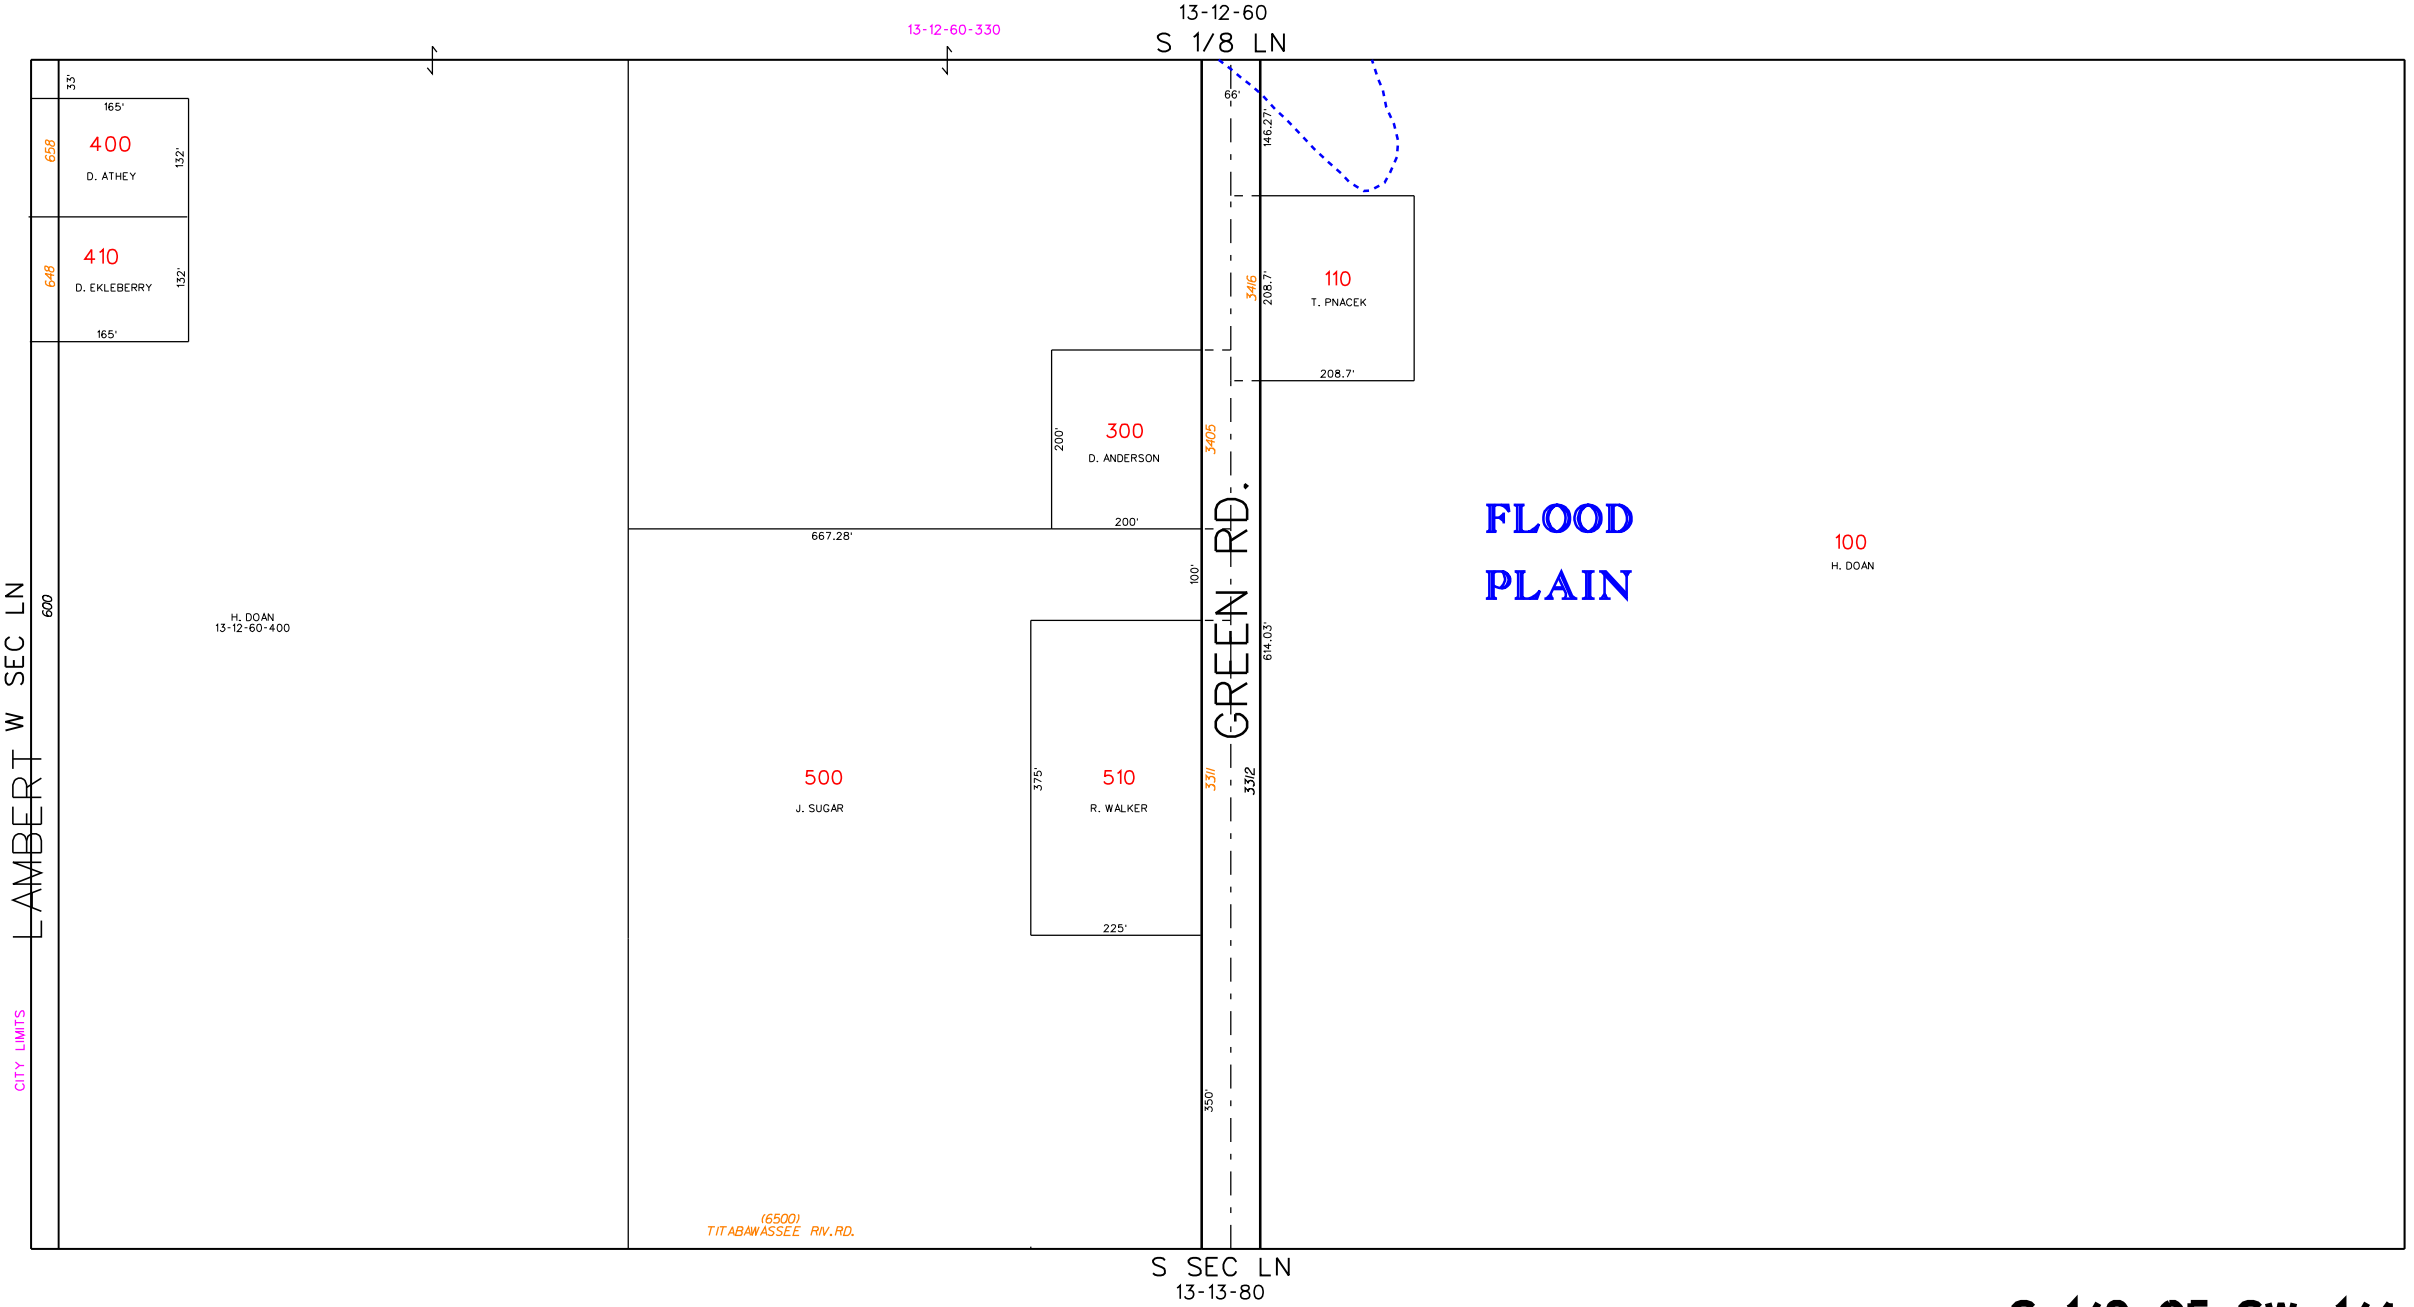 13-12-60
13-12-60-330
S 1/8 LN
33'
165'
66'
146.27'
658
400
132'
D. ATHEY
648
410
132'
D. EKLEBERRY
165'
3416
208.7'
110
T. PNACEK
208.7'
200'
300
D. ANDERSON
3405
200'
667.28'
FLOOD
PLAIN
100
H. DOAN
100'
GREEN RD.
614.03'
W SEC LN
600
H. DOAN
13-12-60-400
LAMBERT
500
J. SUGAR
375'
510
R. WALKER
3311
3312
225'
CITY LIMITS
350'
(6500)
TITABAWASSEE RIV.RD.
S SEC LN
13-13-80